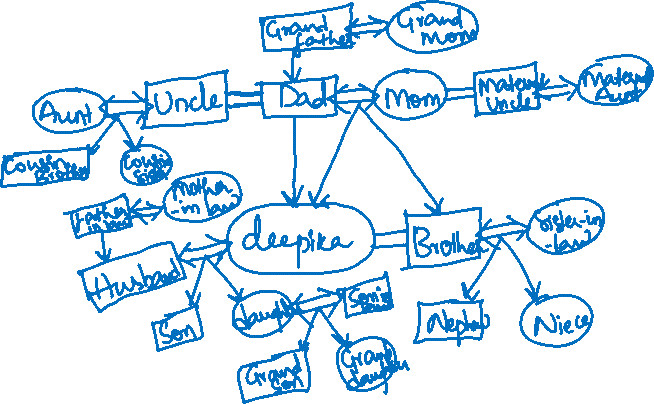 Grand
father
Grand
Mom
Aunt
Uncle
Dad
Mom
Maternal
Uncle
Maternal
Aunt
Cousin
Brother
Cousin
Sister
Father
in law
Mother
-in law
Husband
deepika
Brother
Sister-in
-law
Son
daughter
Son in
law
Nephew
Niece
Grand
Son
Grand
daughter